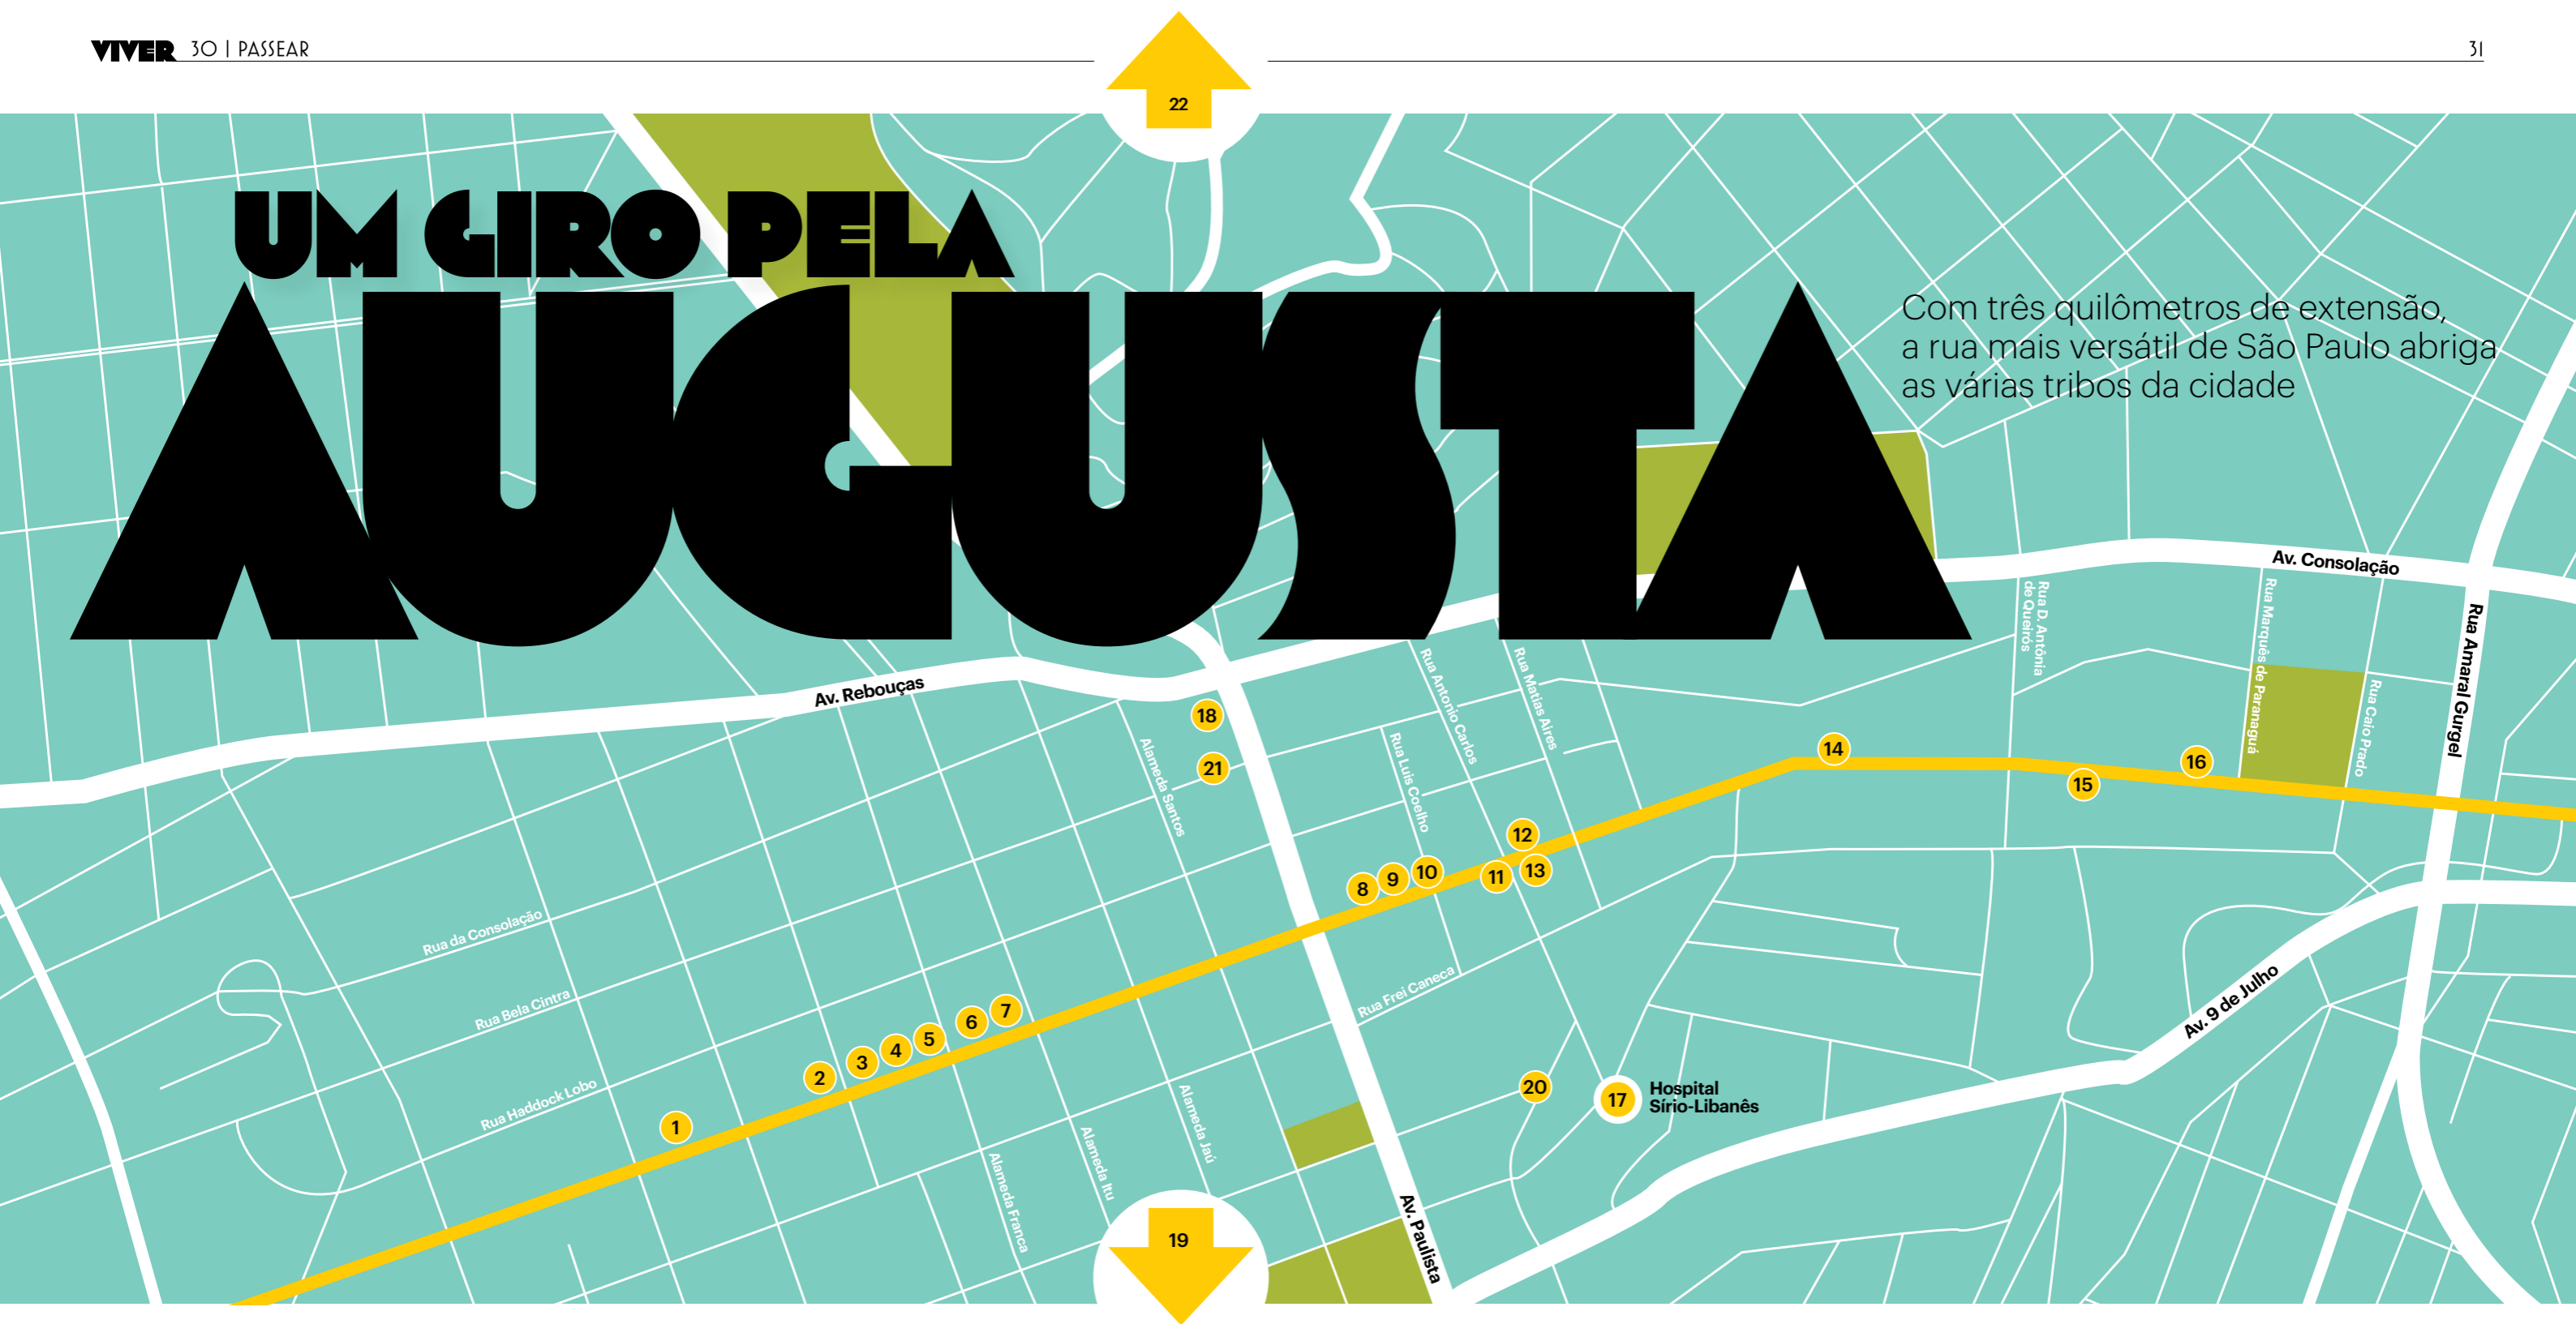 VIVER 30 | PASSEAR
31
22
UM GIRO PELA
AUGUSTA
Com três quilômetros de extensão,
a rua mais versátil de São Paulo abriga
as várias tribos da cidade
Av. Consolação
Rua D. Antônia
de Queirós
Rua Marquês de Paranaguá
Rua Caio Prado
Rua Amaral Gurgel
Av. Rebouças
Rua Antonio Carlos
Rua Matias Aires
Rua Luis Coelho
Alameda Santos
18
21
14
16
15
12
13
11
10
9
8
Rua da Consolação
Rua Bela Cintra
Rua Haddock Lobo
Rua Frei Caneca
Av. 9 de Julho
7
6
5
4
3
2
1
20
17
Hospital
Sírio-Libanês
Alameda Jaú
Alameda Itu
Alameda Franca
Av. Paulista
19